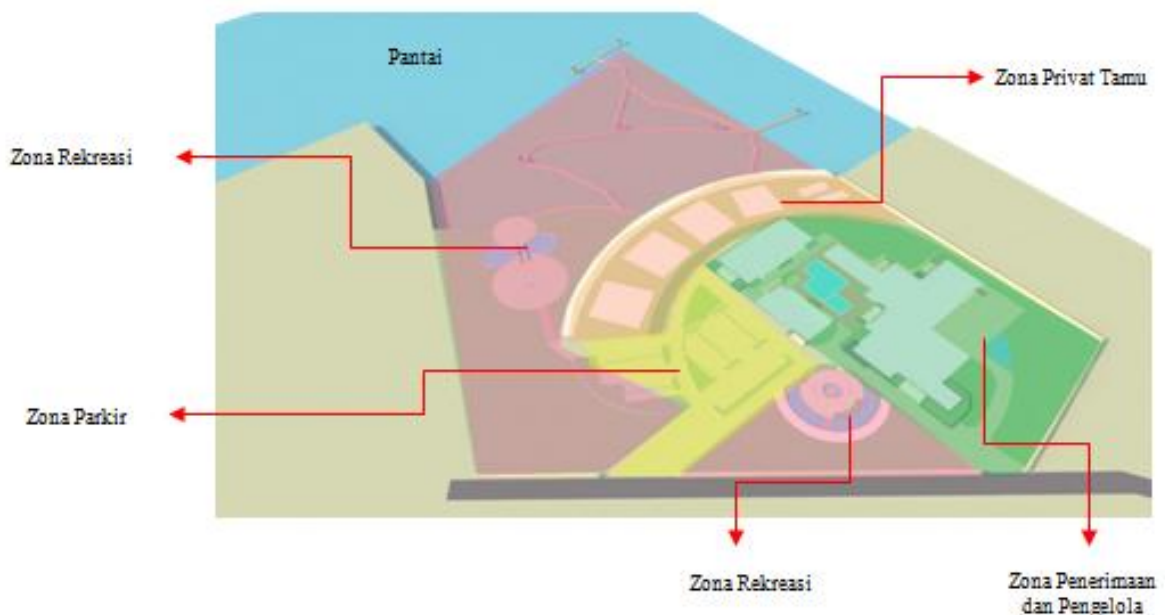 Pantai
Zona Privat Tamu
Zona Rekreasi
Zona Parkir
Zona Rekreasi
Zona Penerimaan
dan Pengelola